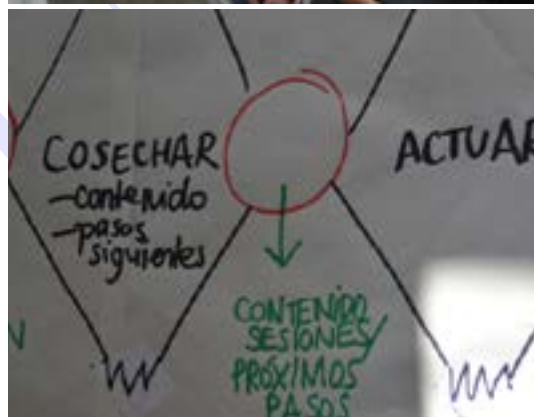 COSECHAR
-contenido
-pasos
siguientes
ACTUAR
CONTENIDO
SESIONES/
PRÓXIMOS
PASOS